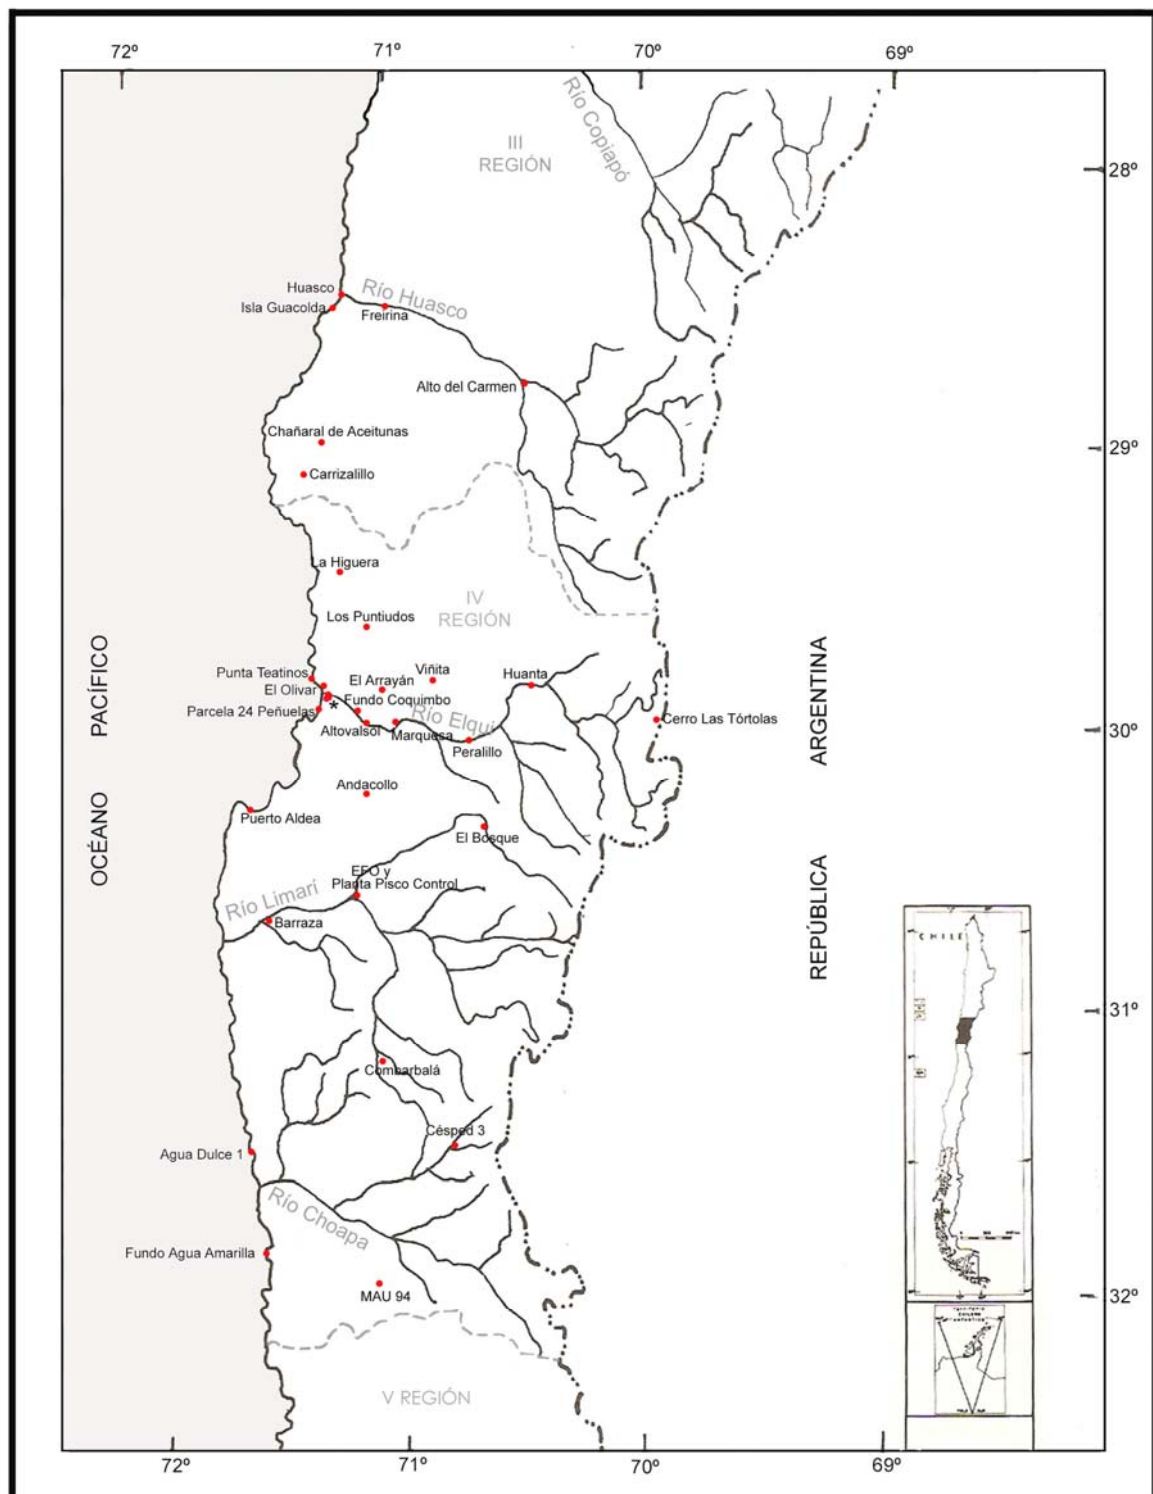 72º
71º
70º
69º
Río Copiapó
III
REGIÓN
28º
Huasco
Río Huasco
Isla Guacolda
Freirina
Alto del Carmen
Chañaral de Aceitunas
29º
Carrizalillo
La Higuera
IV
REGIÓN
Los Puntiudos
Punta Teatinos
Viñita
Huanta
El Arrayán
El Olivar
Fundo Coquimbo
Parcela 24 Peñuelas
*
Río Elqui
Cerro Las Tórtolas
Altovalsol
Marquesa
30º
Peralillo
Andacollo
Puerto Aldea
El Bosque
EFO y
Planta Pisco Control
Río Limarí
Barraza
OCÉANO PACÍFICO
REPÚBLICA ARGENTINA
CHILE
31º
Combarbalá
Césped 3
Agua Dulce 1
Río Choapa
Fundo Agua Amarilla
MAU 94
32º
V REGIÓN
TERRITORIO
CHILENO
ANTARTICO
72º
71º
70º
69º